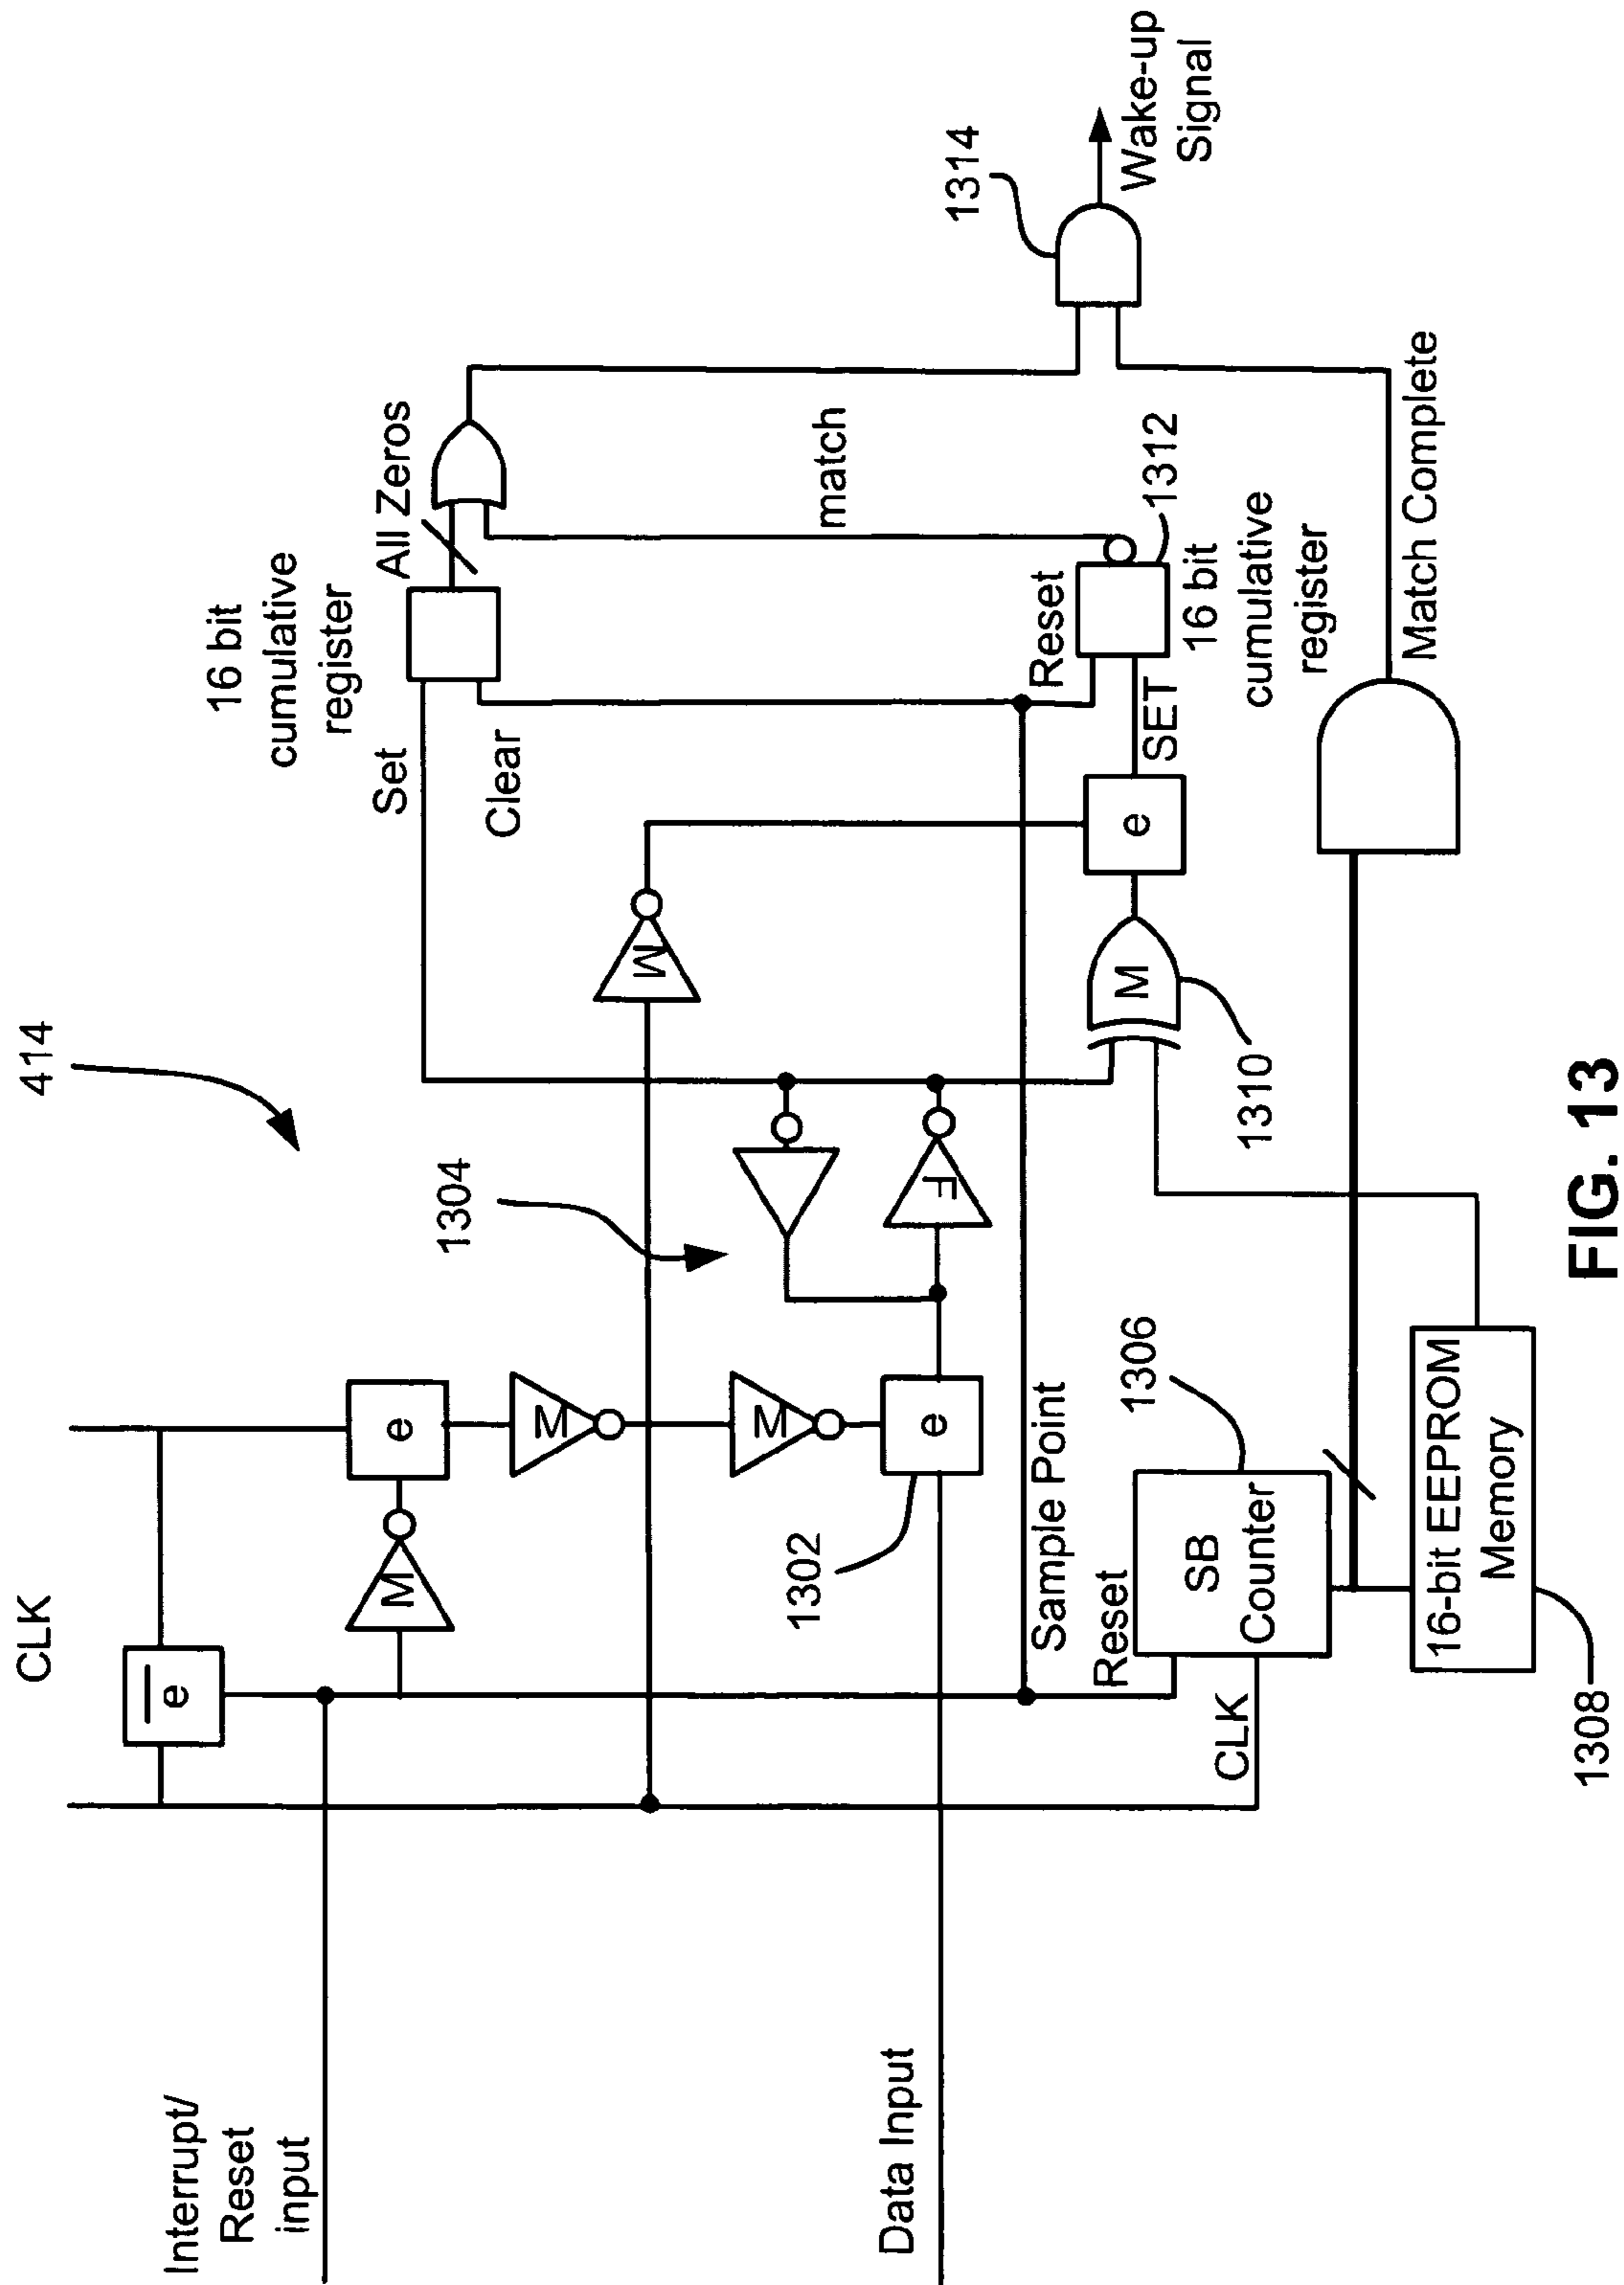 414
CLK
Interrupt/
Reset
input
e
M
e
M
M
e
1302
1304
F
M
Data Input
Set
Clear
16 bit
cumulative
register
All Zeros
match
Sample Point
Reset
CLK
SB
Counter
1306
16-bit EEPROM
Memory
1308
M
1310
e
SET
Reset
1312
16 bit
cumulative
register
Match Complete
1314
Wake-up
Signal
FIG. 13